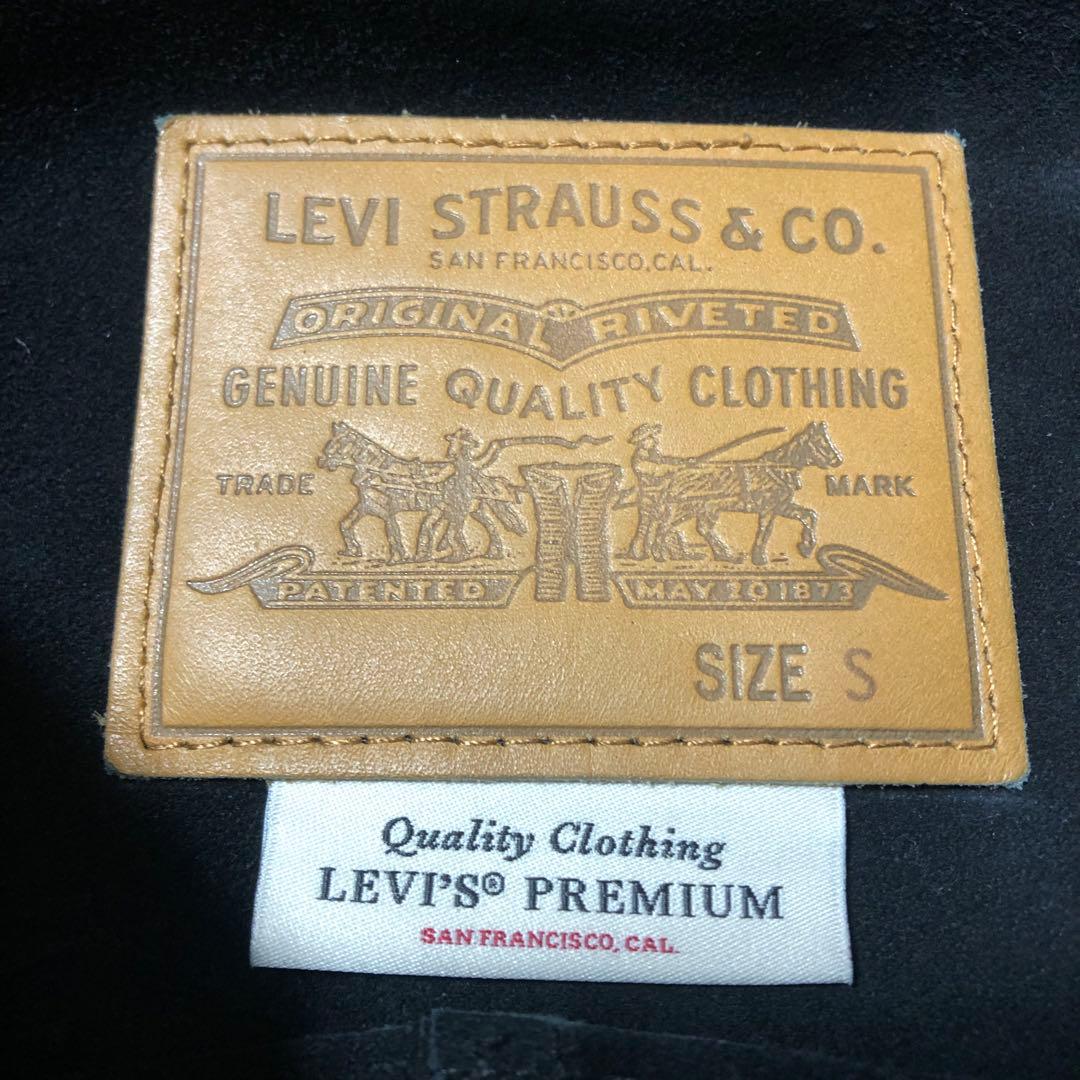 LEVI STRAUSS & CO.
SAN FRANCISCO, CAL.
ORIGINAL RIVETED
GENUINE QUALITY CLOTHING
TRADE MARK
PATENTED MAY 20 1873
SIZE S
Quality Clothing
LEVI'S® PREMIUM
SAN FRANCISCO, CAL.